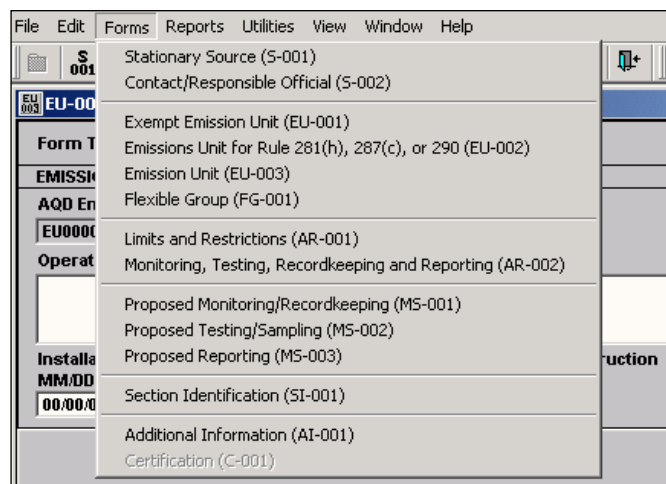 File Edit Forms Reports Utilities View Window Help
S
001
Stationary Source (S-001)
Contact/Responsible Official (S-002)
EU
003 EU-00
Exempt Emission Unit (EU-001)
Form T
Emissions Unit for Rule 281(h), 287(c), or 290 (EU-002)
EMISSI
Emission Unit (EU-003)
AQD En
Flexible Group (FG-001)
EU000
Limits and Restrictions (AR-001)
Operat
Monitoring, Testing, Recordkeeping and Reporting (AR-002)
Proposed Monitoring/Recordkeeping (MS-001)
Proposed Testing/Sampling (MS-002)
Installa
Proposed Reporting (MS-003)
ruction
MM/DD
Section Identification (SI-001)
00/00/0
Additional Information (AI-001)
Certification (C-001)